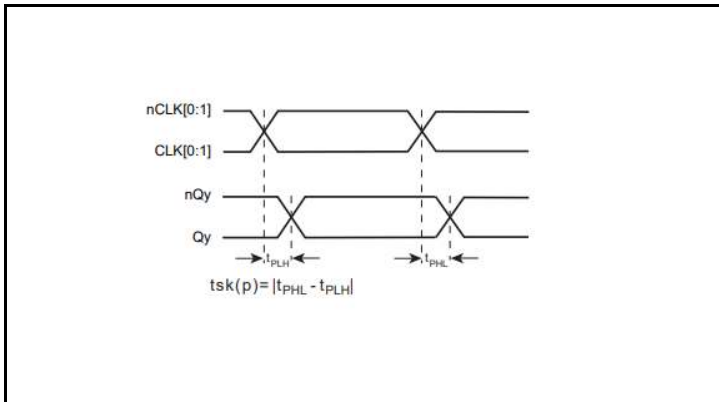 nCLK[0:1]
CLK[0:1]
nQy
Qy
tPLH tPHL
tsk(p)=|tPHL - tPLH|